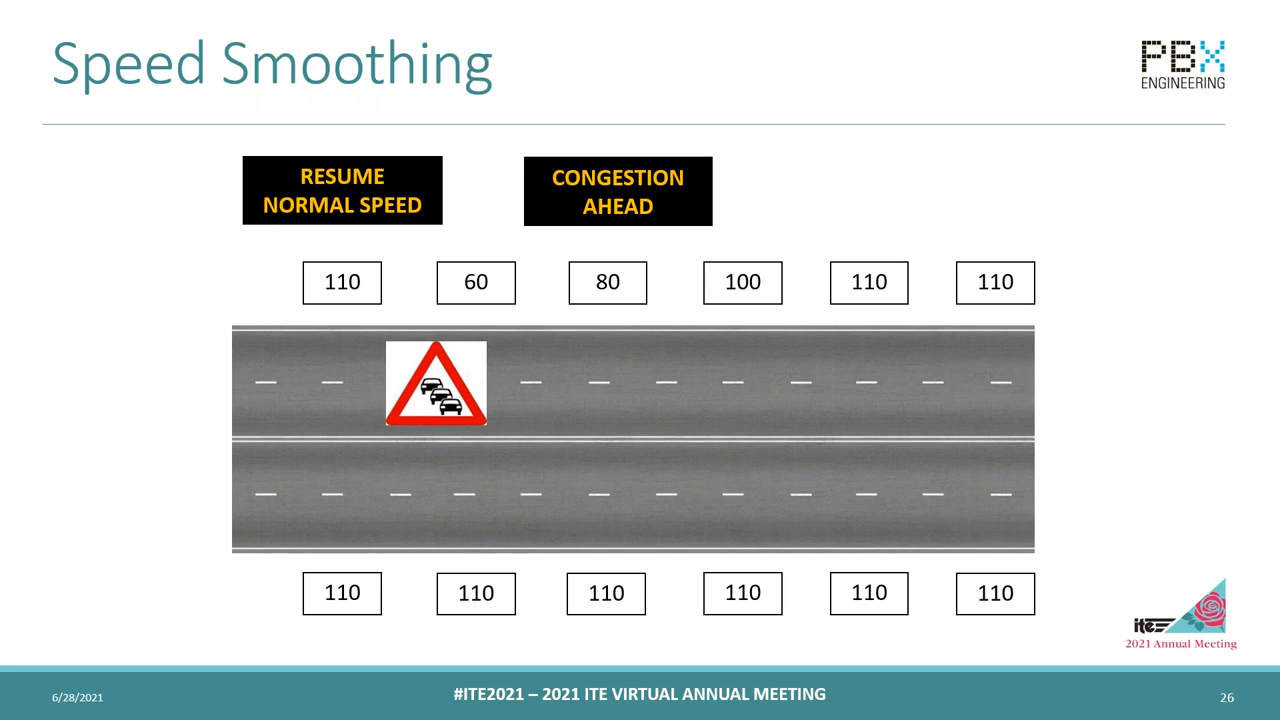 Speed Smoothing
PBX
ENGINEERING
RESUME
NORMAL SPEED
CONGESTION
AHEAD
110 60 80 100 110 110
110 110 110 110 110 110
ite
2021 Annual Meeting
6/28/2021
#ITE2021 – 2021 ITE VIRTUAL ANNUAL MEETING
26